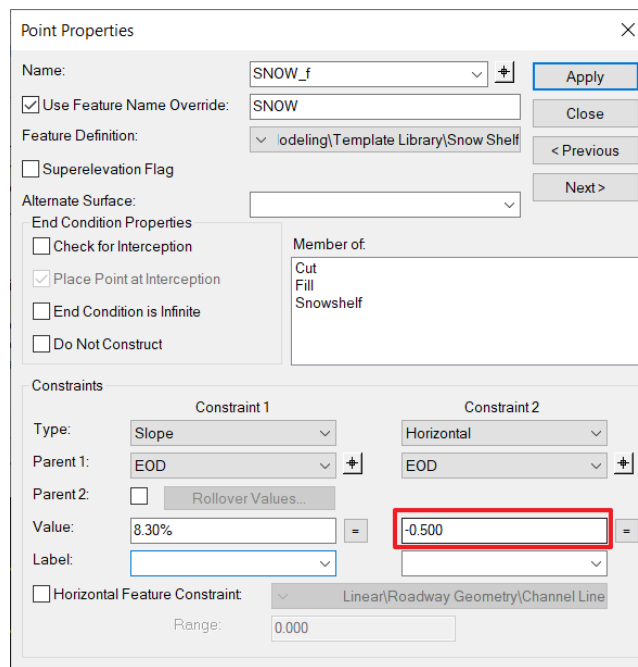 Point Properties
Name: SNOW_f Apply
Use Feature Name Override: SNOW Close
Feature Definition: lodeling\Template Library\Snow Shelf < Previous
Superelevation Flag Next >
Alternate Surface:
End Condition Properties
Check for Interception Member of:
Place Point at Interception Cut
End Condition is Infinite Fill
Do Not Construct Snowshelf
Constraints
Constraint 1 Constraint 2
Type: Slope Horizontal
Parent 1: EOD EOD
Parent 2: Rollover Values...
Value: 8.30% = -0.500 =
Label:
Horizontal Feature Constraint: Linear\Roadway Geometry\Channel Line
Range: 0.000